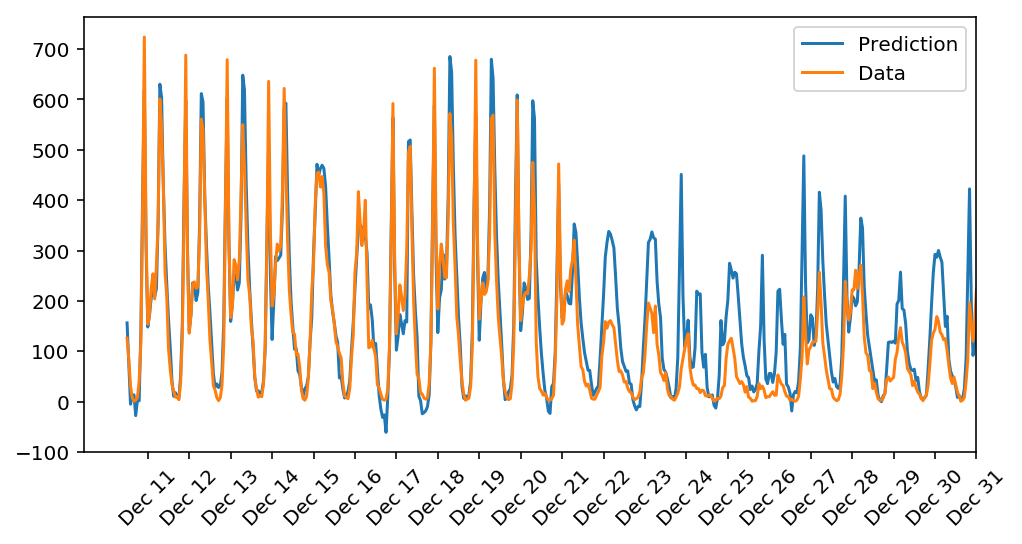 700
600
500
400
300
200
100
0
−100
Prediction
Data
Dec 11
Dec 12
Dec 13
Dec 14
Dec 15
Dec 16
Dec 17
Dec 18
Dec 19
Dec 20
Dec 21
Dec 22
Dec 23
Dec 24
Dec 25
Dec 26
Dec 27
Dec 28
Dec 29
Dec 30
Dec 31